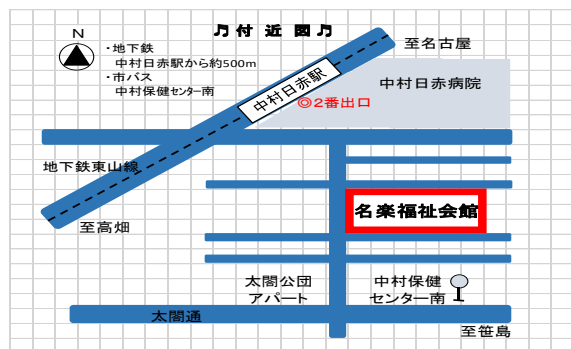 ♬付 近 図♬
N
・地下鉄
中村日赤駅から約500m
・市バス
中村保健センター南
至名古屋
中村日赤駅
中村日赤病院
◎2番出口
地下鉄東山線
至高畑
名楽福祉会館
太閤公団
アパート
中村保健
センター南
太閤通
至笹島